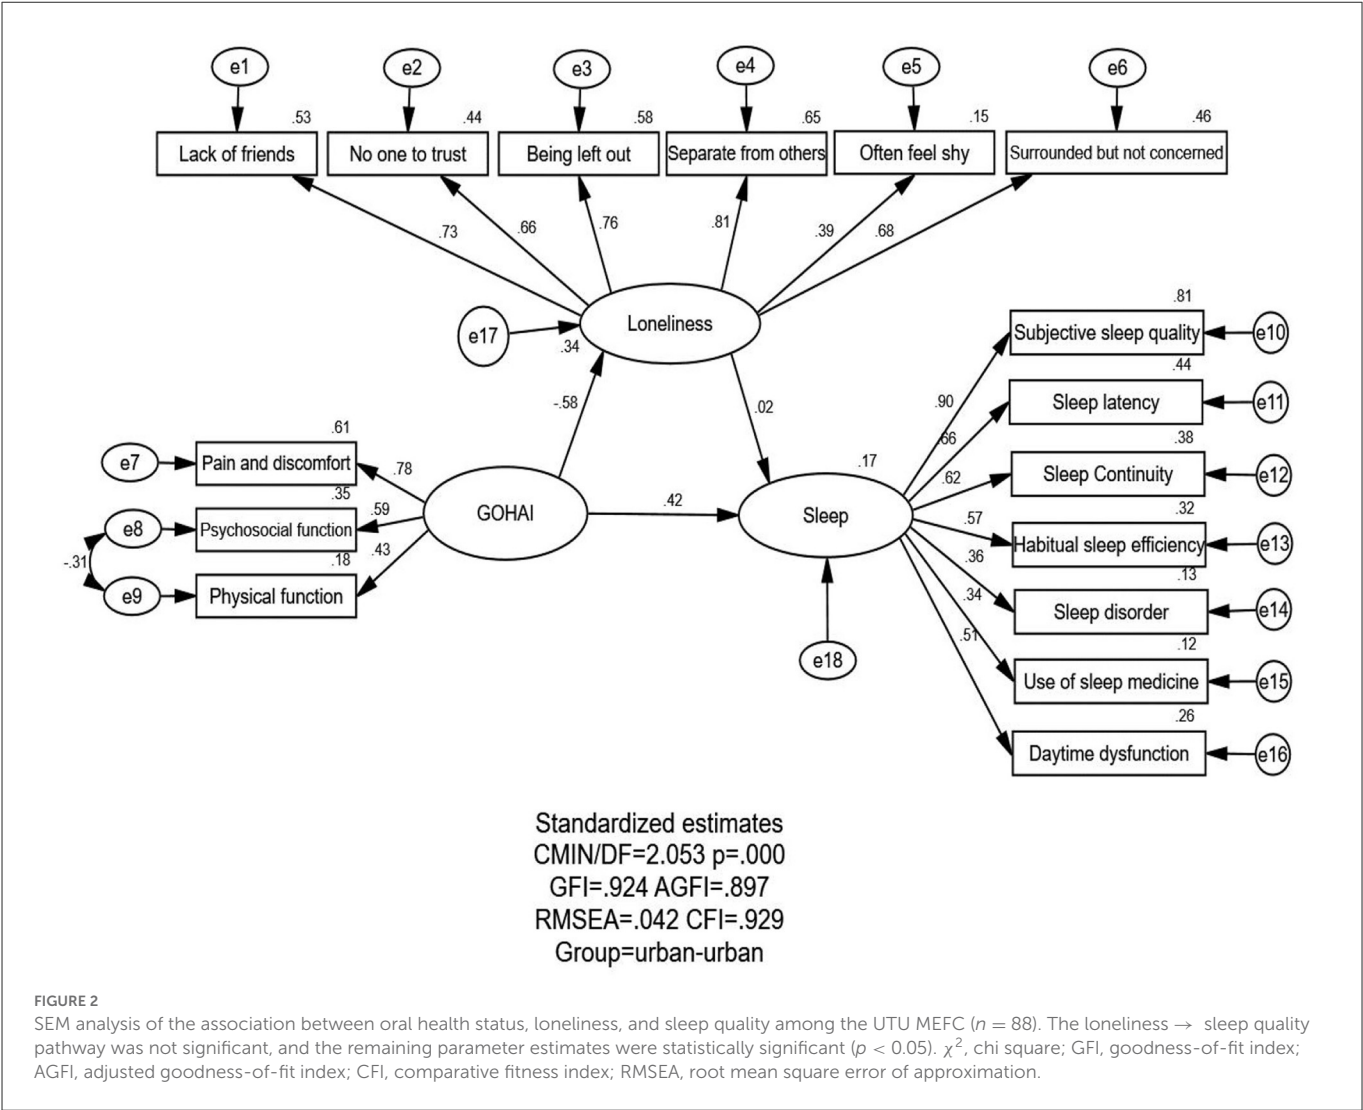 e1 e2 e3 e4 e5 e6
.53 .44 .58 .65 .15 .46
Lack of friends No one to trust Being left out Separate from others Often feel shy Surrounded but not concerned
.73 .66 .76 .81 .39 .68
e17 Loneliness
.34
-.58 .02
GOHAI .42 Sleep
.17
e18
.61
e7 Pain and discomfort .78
.35
e8 Psychosocial function .59
-.31
.18 .43
e9 Physical function
.81
.90 Subjective sleep quality e10
.44
.66 Sleep latency e11
.38
.62 Sleep Continuity e12
.32
.57 Habitual sleep efficiency e13
.13
.36 Sleep disorder e14
.12
.34 Use of sleep medicine e15
.26
.51 Daytime dysfunction e16
Standardized estimates
CMIN/DF=2.053 p=.000
GFI=.924 AGFI=.897
RMSEA=.042 CFI=.929
Group=urban-urban
FIGURE 2
SEM analysis of the association between oral health status, loneliness, and sleep quality among the UTU MEFC (n = 88). The loneliness → sleep quality
pathway was not significant, and the remaining parameter estimates were statistically significant (p < 0.05). χ², chi square; GFI, goodness-of-fit index;
AGFI, adjusted goodness-of-fit index; CFI, comparative fitness index; RMSEA, root mean square error of approximation.